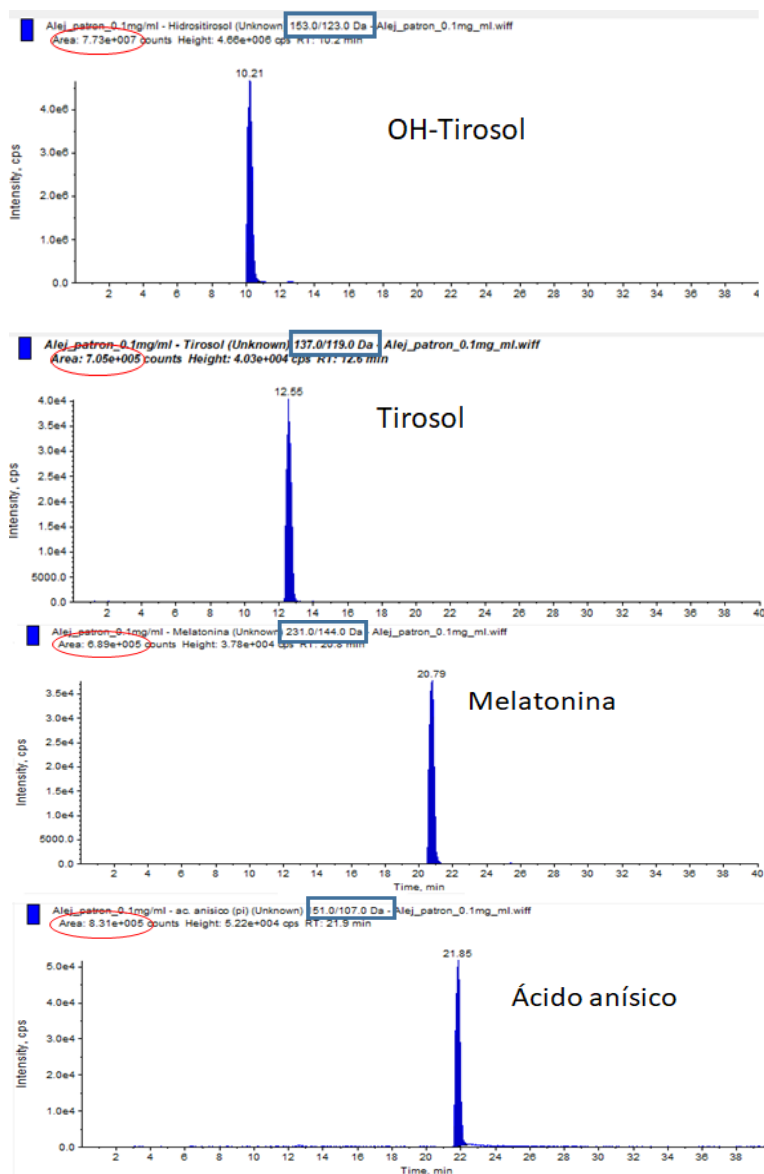 Alej_patron_0.1mg/ml - Hidrositirosol (Unknown) 153.0/123.0 Da - Alej_patron_0.1mg_ml.wiff
Area: 7.73e+007 counts Height: 4.66e+006 cps RT: 10.2 min
10.21
OH-Tirosol
Intensity, cps
4.0e6
3.0e6
2.0e6
1.0e6
0.0
2 4 6 8 10 12 14 16 18 20 22 24 26 28 30 32 34 36 38 40
Alej_patron_0.1mg/ml - Tirosol (Unknown) 137.0/119.0 Da - Alej_patron_0.1mg_ml.wiff
Area: 7.05e+005 counts Height: 4.03e+004 cps RT: 12.6 min
12.55
Tirosol
Intensity, cps
4.0e4
3.5e4
3.0e4
2.5e4
2.0e4
1.5e4
1.0e4
5000.0
0.0
2 4 6 8 10 12 14 16 18 20 22 24 26 28 30 32 34 36 38 40
Alej_patron_0.1mg/ml - Melatonina (Unknown) 231.0/144.0 Da - Alej_patron_0.1mg_ml.wiff
Area: 6.89e+005 counts Height: 3.78e+004 cps RT: 20.8 min
20.79
Melatonina
Intensity, cps
3.5e4
3.0e4
2.5e4
2.0e4
1.5e4
1.0e4
5000.0
0.0
2 4 6 8 10 12 14 16 18 20 22 24 26 28 30 32 34 36 38 40
Time, min
Alej_patron_0.1mg/ml - ac. anisico (pi) (Unknown) 151.0/107.0 Da - Alej_patron_0.1mg_ml.wiff
Area: 8.31e+005 counts Height: 5.22e+004 cps RT: 21.9 min
21.85
Ácido anísico
Intensity, cps
5.0e4
4.0e4
3.0e4
2.0e4
1.0e4
0.0
2 4 6 8 10 12 14 16 18 20 22 24 26 28 30 32 34 36 38
Time, min